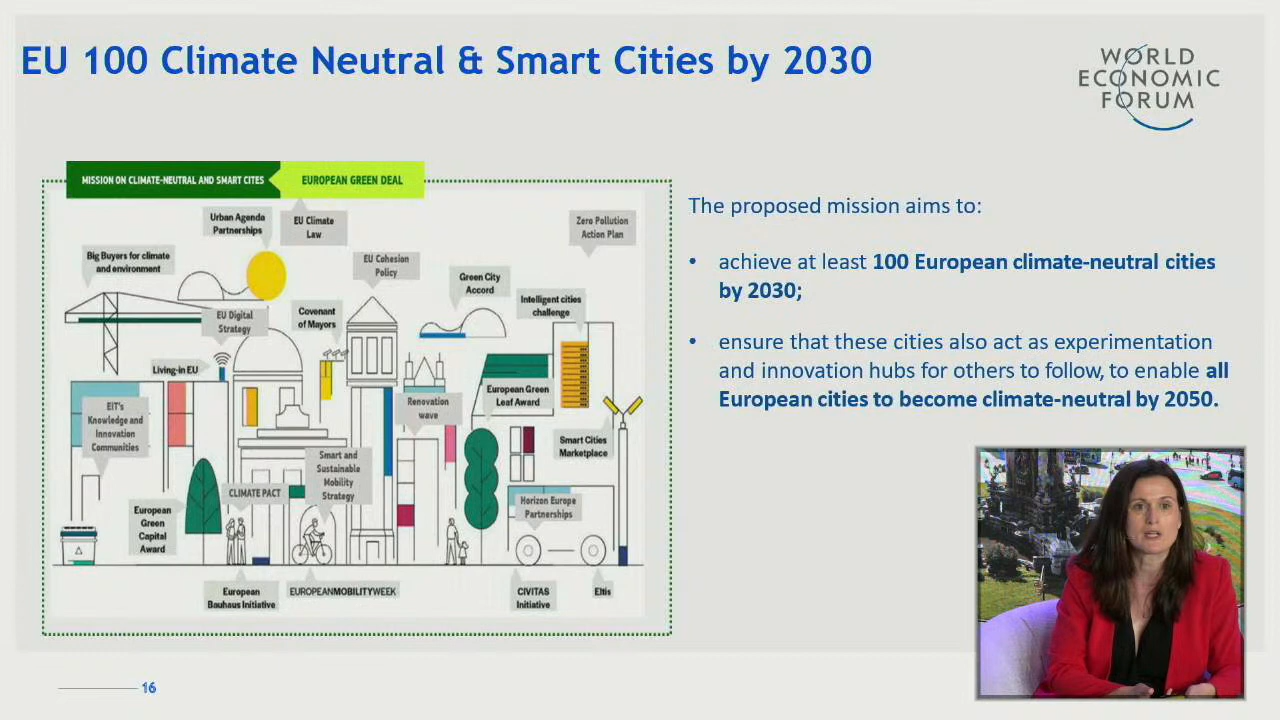 EU 100 Climate Neutral & Smart Cities by 2030
WORLD
ECONOMIC
FORUM
MISSION ON CLIMATE-NEUTRAL AND SMART CITES
EUROPEAN GREEN DEAL
Urban Agenda
Partnerships
EU Climate
Law
Zero Pollution
Action Plan
Big Buyers for climate
and environment
EU Cohesion
Policy
Green City
Accord
Intelligent cities
challenge
EU Digital
Strategy
Covenant
of Mayors
Living-in EU
EIT's
Knowledge and
Innovation
Communities
Renovation
wave
European Green
Leaf Award
Smart Cities
Marketplace
Smart and
Sustainable
Mobility
Strategy
CLIMATE PACT
European
Green
Capital
Award
Horizon Europe
Partnerships
European
Bauhaus Initiative
EUROPEANMOBILITYWEEK
CIVITAS
Initiative
Eltis
The proposed mission aims to:
• achieve at least 100 European climate-neutral cities
by 2030;
• ensure that these cities also act as experimentation
and innovation hubs for others to follow, to enable all
European cities to become climate-neutral by 2050.
16